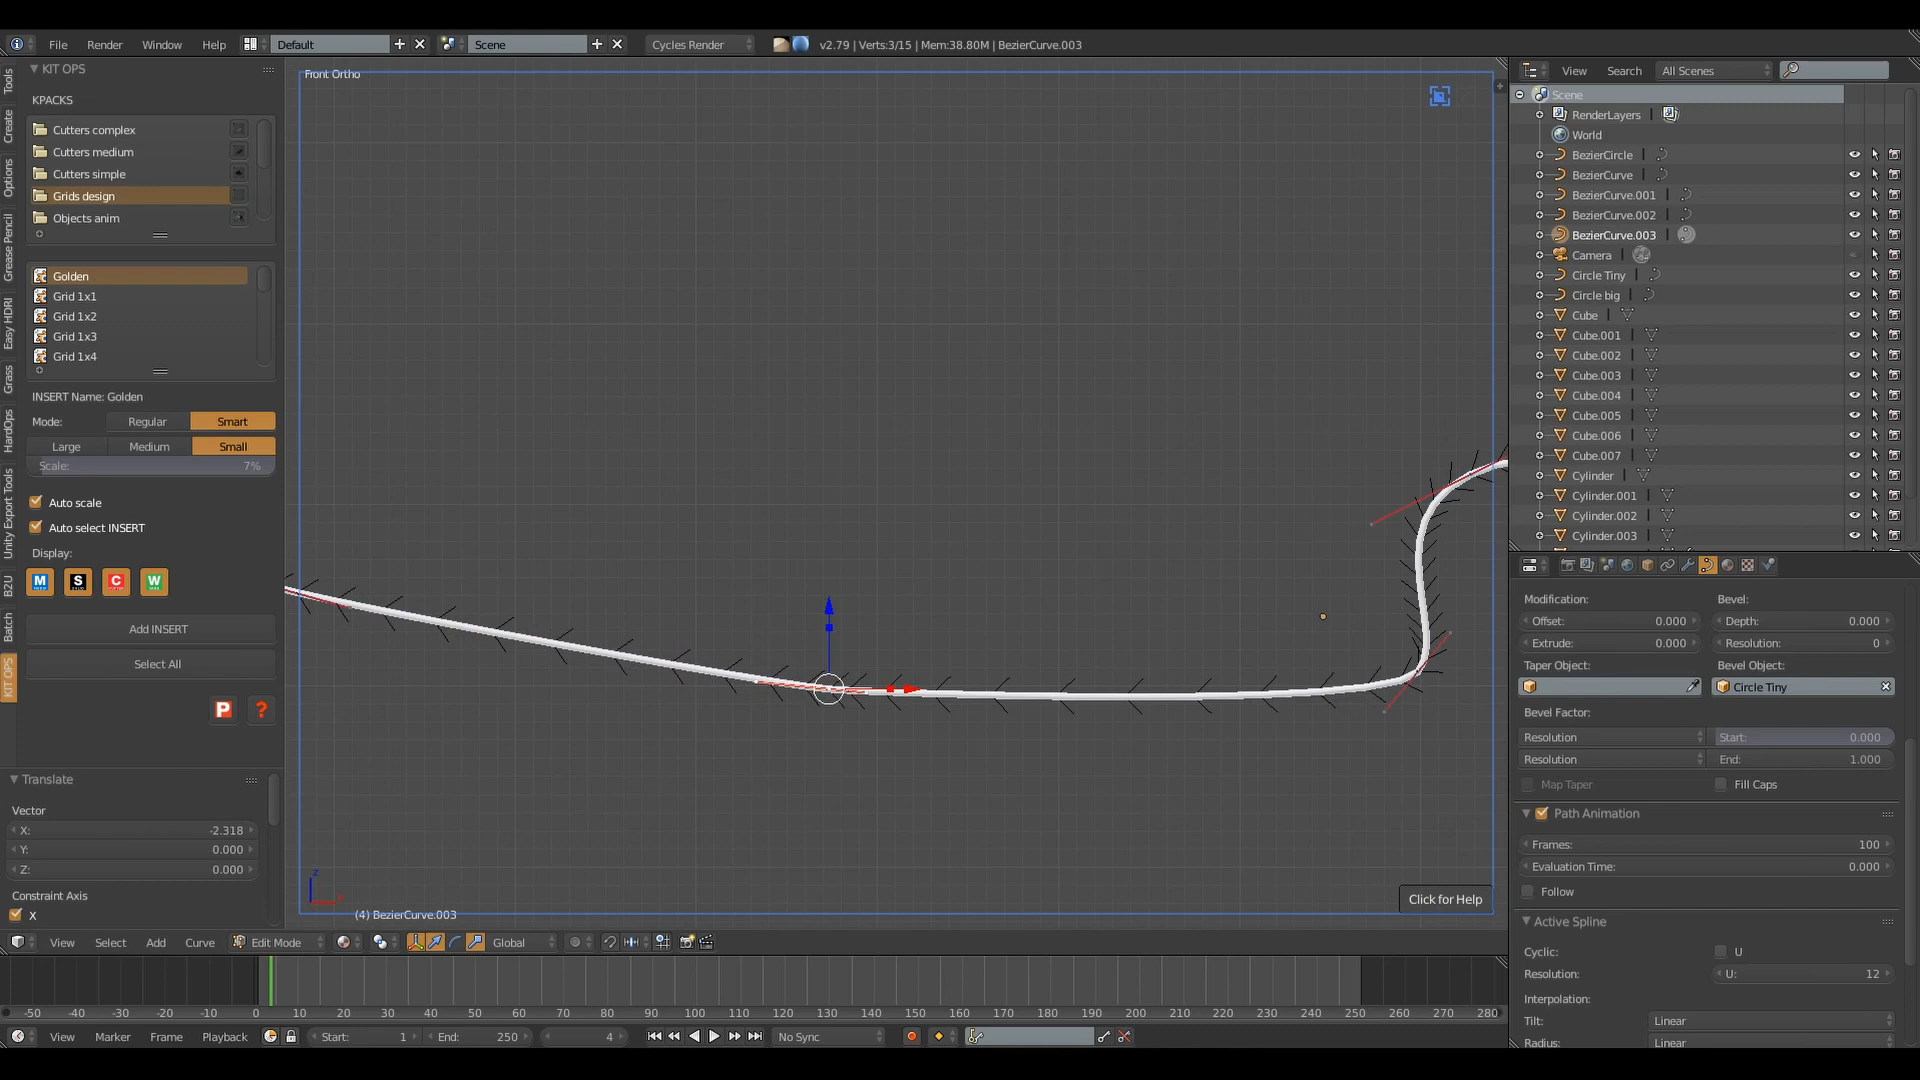 File
Render
Window
Help
Default
Scene
Cycles Render
v2.79 | Verts:3/15 | Mem:38.80M | BezierCurve.003
Tools
Create
Options
Grease Pencil
Easy HDRI
Grass
HardOps
Unity Export Tools
B2U
Batch
KIT OPS
KIT OPS
KPACKS
Cutters complex
Cutters medium
Cutters simple
Grids design
Objects anim
Golden
Grid 1x1
Grid 1x2
Grid 1x3
Grid 1x4
INSERT Name: Golden
Mode:
Regular
Smart
Large
Medium
Small
Scale: 7%
Auto scale
Auto select INSERT
Display:
M
S
C
W
Add INSERT
Select All
P
?
Translate
Vector
X: -2.318
Y: 0.000
Z: 0.000
Constraint Axis
X
Front Ortho
z
(4) BezierCurve.003
Click for Help
View
Select
Add
Curve
Edit Mode
Global
-50 -40 -30 -20 -10 0 10 20 30 40 50 60 70 80 90 100 110 120 130 140 150 160 170 180 190 200 210 220 230 240 250 260 270 280
View
Marker
Frame
Playback
Start: 1
End: 250
4
No Sync
View
Search
All Scenes
Scene
RenderLayers
World
BezierCircle
BezierCurve
BezierCurve.001
BezierCurve.002
BezierCurve.003
Camera
Circle Tiny
Circle big
Cube
Cube.001
Cube.002
Cube.003
Cube.004
Cube.005
Cube.006
Cube.007
Cylinder
Cylinder.001
Cylinder.002
Cylinder.003
Modification:
Bevel:
Offset: 0.000
Depth: 0.000
Extrude: 0.000
Resolution: 0
Taper Object:
Bevel Object:
Circle Tiny
Bevel Factor:
Resolution
Start: 0.000
Resolution
End: 1.000
Map Taper
Fill Caps
Path Animation
Frames: 100
Evaluation Time: 0.000
Follow
Active Spline
Cyclic:
U
Resolution:
U: 12
Interpolation:
Tilt:
Linear
Radius:
Linear